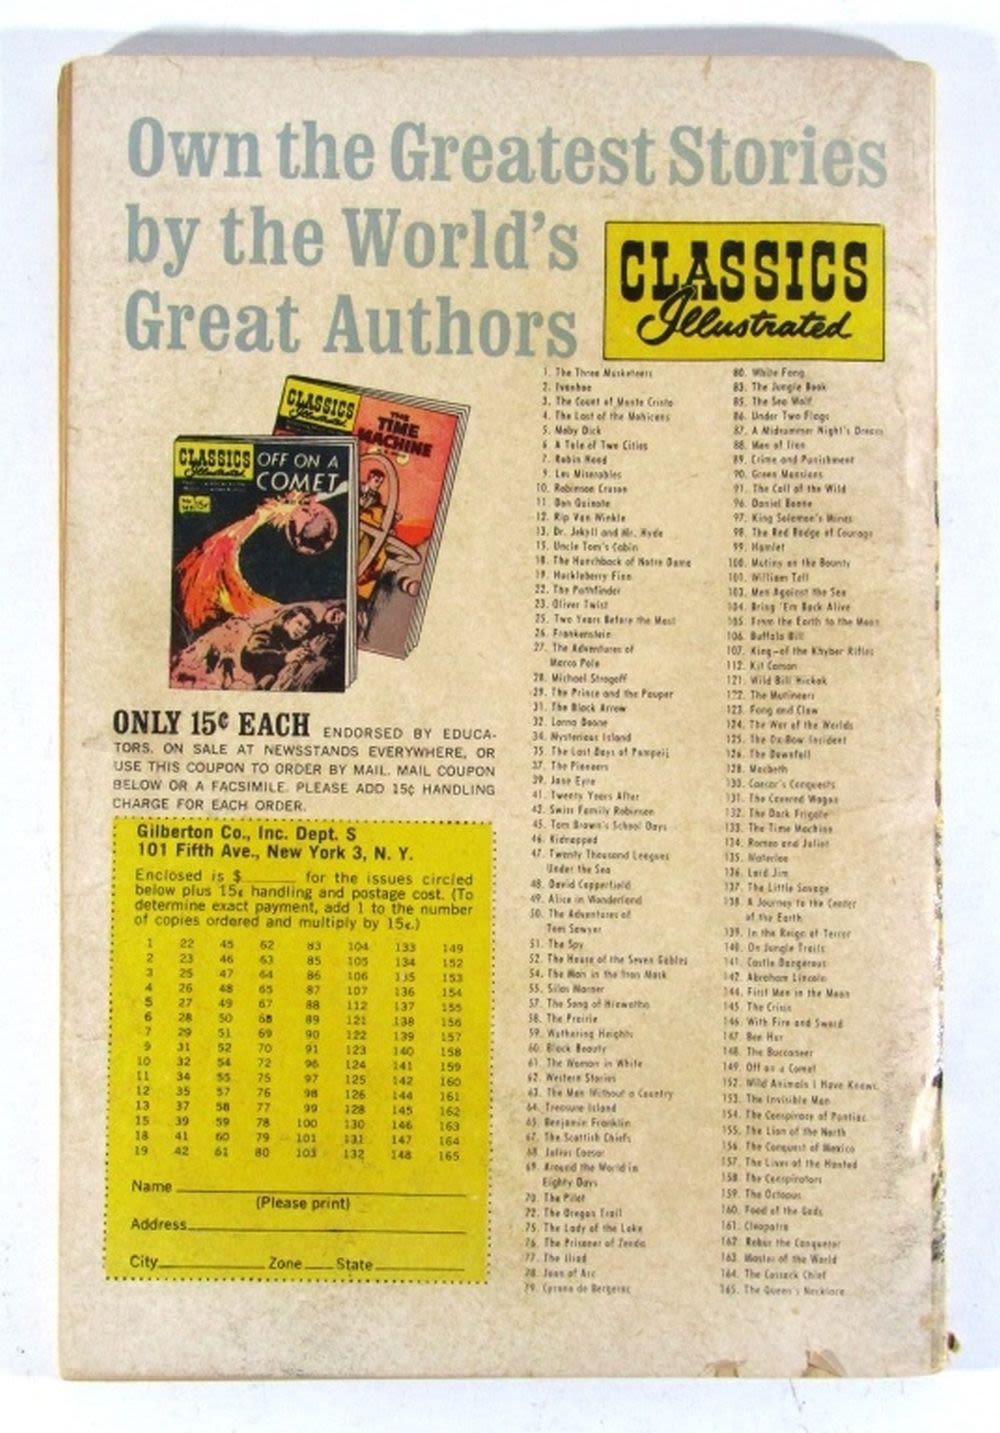 Own the Greatest Stories
by the World's
Great Authors
CLASSICS
Illustrated
CLASSICS
Illustrated
THE
TIME
MACHINE
CLASSICS
Illustrated
OFF ON A
COMET
15¢
ONLY 15¢ EACH ENDORSED BY EDUCA-
TORS. ON SALE AT NEWSSTANDS EVERYWHERE, OR
USE THIS COUPON TO ORDER BY MAIL. MAIL COUPON
BELOW OR A FACSIMILE. PLEASE ADD 15¢ HANDLING
CHARGE FOR EACH ORDER.
Gilberton Co., Inc. Dept. S
101 Fifth Ave., New York 3, N. Y.
Enclosed is $______ for the issues circled
below plus 15¢ handling and postage cost. (To
determine exact payment, add 1 to the number
of copies ordered and multiply by 15¢.)
1 22 45 62 83 104 133 149
2 23 46 63 85 105 134 152
3 25 47 64 86 106 135 153
4 26 48 65 87 107 136 154
5 27 49 67 88 112 137 155
6 28 50 68 89 121 138 156
7 29 51 69 90 122 139 157
9 31 52 70 91 123 140 158
10 32 54 72 96 124 141 159
11 34 55 75 97 125 142 160
12 35 57 76 98 126 144 161
13 37 58 77 99 128 145 162
15 39 59 78 100 130 146 163
18 41 60 79 101 131 147 164
19 42 61 80 103 132 148 165
Name
(Please print)
Address
City Zone State
1. The Three Musketeers
2. Ivanhoe
3. The Count of Monte Cristo
4. The Last of the Mohicans
5. Moby Dick
6. A Tale of Two Cities
7. Robin Hood
9. Les Miserables
10. Robinson Crusoe
11. Don Quixote
12. Rip Van Winkle
13. Dr. Jekyll and Mr. Hyde
15. Uncle Tom's Cabin
18. The Hunchback of Notre Dame
19. Huckleberry Finn
22. The Pathfinder
23. Oliver Twist
25. Two Years Before the Mast
26. Frankenstein
27. The Adventures of
Marco Polo
28. Michael Strogoff
29. The Prince and the Pauper
31. The Black Arrow
32. Lorna Doone
34. Mysterious Island
35. The Last Days of Pompeii
37. The Pioneers
39. Jane Eyre
41. Twenty Years After
42. Swiss Family Robinson
45. Tom Brown's School Days
46. Kidnapped
47. Twenty Thousand Leagues
Under the Sea
48. David Copperfield
49. Alice in Wonderland
50. The Adventures of
Tom Sawyer
51. The Spy
52. The House of the Seven Gables
54. The Man in the Iron Mask
55. Silas Marner
57. The Song of Hiawatha
58. The Prairie
59. Wuthering Heights
60. Black Beauty
61. The Woman in White
62. Western Stories
63. The Man Without a Country
64. Treasure Island
65. Benjamin Franklin
67. The Scottish Chiefs
68. Julius Caesar
69. Around the World in
Eighty Days
70. The Pilot
72. The Oregon Trail
75. The Lady of the Lake
76. The Prisoner of Zenda
77. The Iliad
78. Joan of Arc
79. Cyrano de Bergerac
80. White Fang
83. The Jungle Book
85. The Sea Wolf
86. Under Two Flags
87. A Midsummer Night's Dream
88. Men of Iron
89. Crime and Punishment
90. Green Mansions
91. The Call of the Wild
96. Daniel Boone
97. King Solomon's Mines
98. The Red Badge of Courage
99. Hamlet
100. Mutiny on the Bounty
101. William Tell
103. Men Against the Sea
104. Bring 'Em Back Alive
105. From the Earth to the Moon
106. Buffalo Bill
107. King—of the Khyber Rifles
112. Kit Carson
121. Wild Bill Hickok
122. The Mutineers
123. Fang and Claw
124. The War of the Worlds
125. The Ox-Bow Incident
126. The Downfall
128. Macbeth
130. Caesar's Conquests
131. The Covered Wagon
132. The Dark Frigate
133. The Time Machine
134. Romeo and Juliet
135. Waterloo
136. Lord Jim
137. The Little Savage
138. A Journey to the Center
of the Earth
139. In the Reign of Terror
140. On Jungle Trails
141. Castle Dangerous
142. Abraham Lincoln
144. First Men in the Moon
145. The Crisis
146. With Fire and Sword
147. Ben Hur
148. The Buccaneer
149. Off on a Comet
152. Wild Animals I Have Known
153. The Invisible Man
154. The Conspiracy of Pontiac
155. The Lion of the North
156. The Conquest of Mexico
157. The Lives of the Hunted
158. The Conspirators
159. The Octopus
160. Food of the Gods
161. Cleopatra
162. Robur the Conqueror
163. Master of the World
164. The Cossack Chief
165. The Queen's Necklace